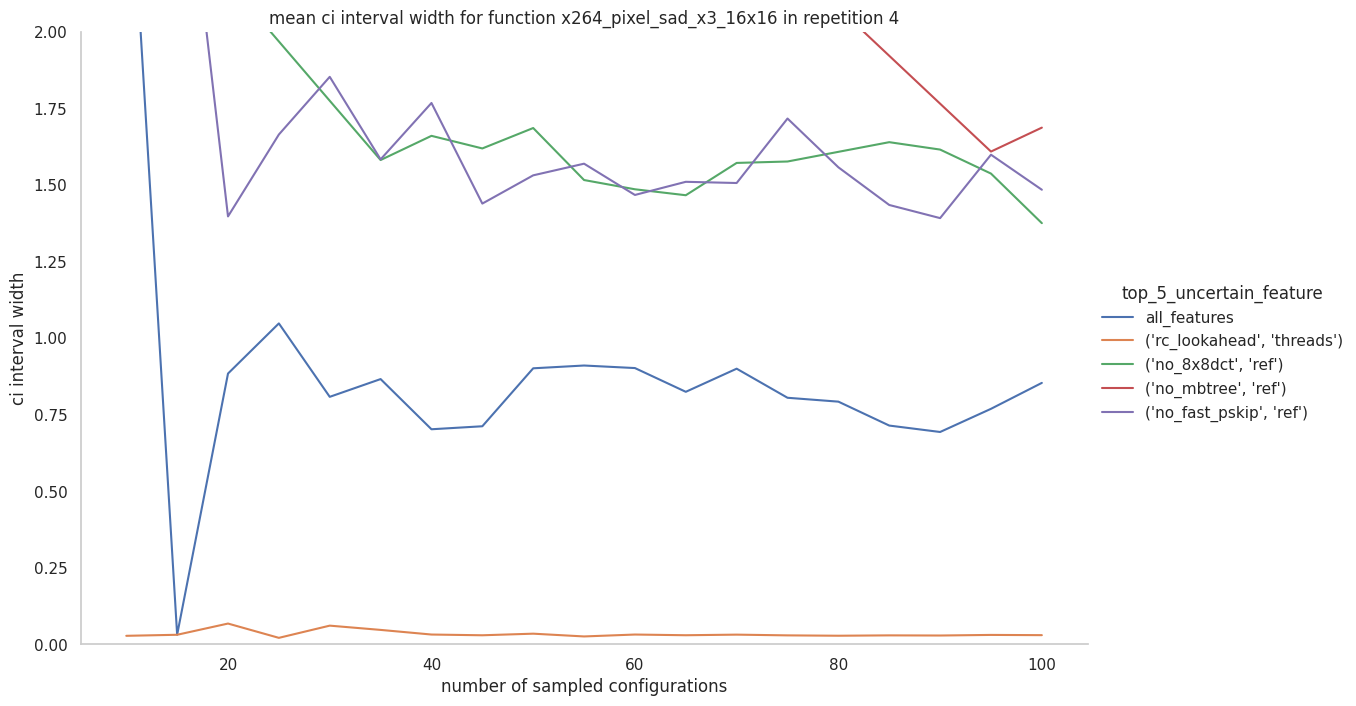 mean ci interval width for function x264_pixel_sad_x3_16x16 in repetition 4
2.00
1.75
1.50
1.25
1.00
0.75
0.50
0.25
0.00
ci interval width
20
40
60
80
100
number of sampled configurations
top_5_uncertain_feature
all_features
('rc_lookahead', 'threads')
('no_8x8dct', 'ref')
('no_mbtree', 'ref')
('no_fast_pskip', 'ref')